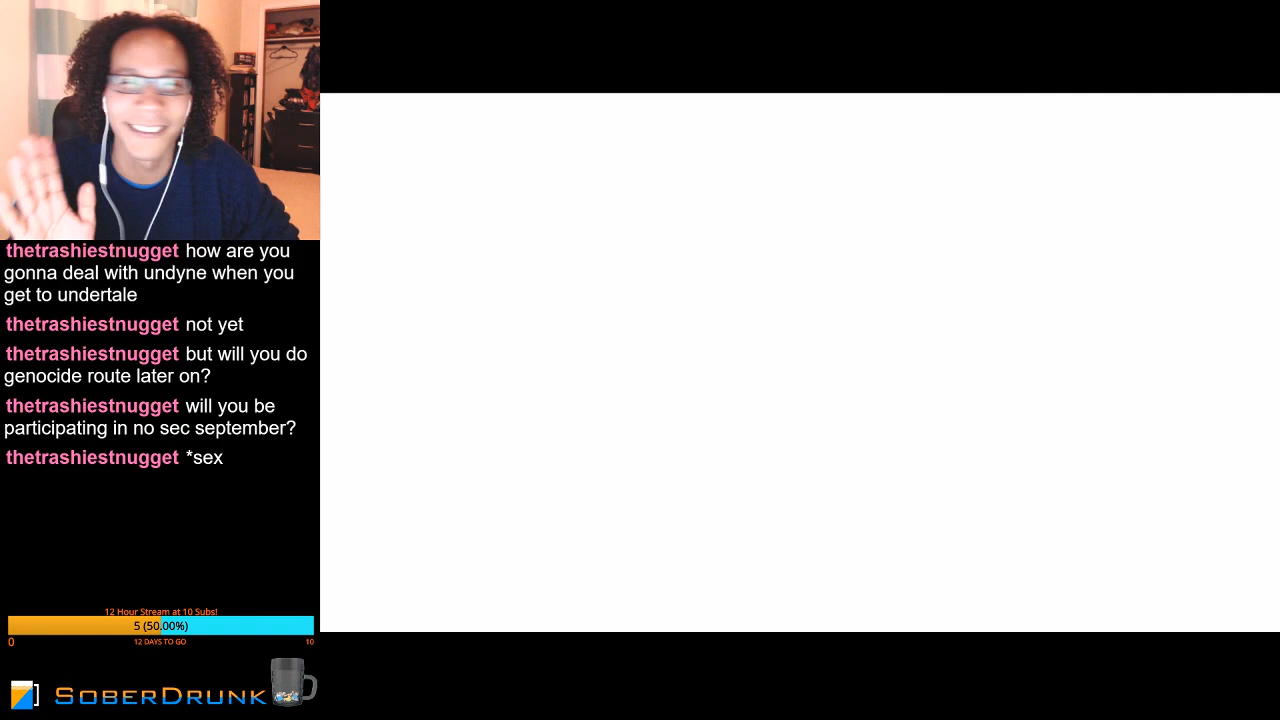 thetrashiestnugget how are you
gonna deal with undyne when you
get to undertale
thetrashiestnugget not yet
thetrashiestnugget but will you do
genocide route later on?
thetrashiestnugget will you be
participating in no sec september?
thetrashiestnugget *sex
12 Hour Stream at 10 Subs!
5 (50.00%)
0 12 DAYS TO GO 10
SOBERDRUNK